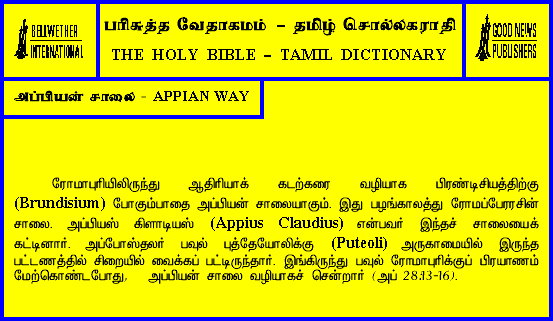 BELLWETHER INTERNATIONAL
பரிசுத்த வேதாகமம் – தமிழ் சொல்லகராதி
THE HOLY BIBLE – TAMIL DICTIONARY
GOOD NEWS PUBLISHERS
அப்பியன் சாலை - APPIAN WAY
ரோமாபுரியிலிருந்து ஆதிரியாக் கடற்கரை வழியாக பிரண்டிசியத்திற்கு
(Brundisium) போகும்பாதை அப்பியன் சாலையாகும். இது பழங்காலத்து ரோமப்பேரரசின்
சாலை. அப்பியஸ் கிளாடியஸ் (Appius Claudius) என்பவர் இந்தச் சாலையைக்
கட்டினார். அப்போஸ்தலர் பவுல் புத்தேயோலிக்கு (Puteoli) அருகாமையில் இருந்த
பட்டணத்தில் சிறையில் வைக்கப் பட்டிருந்தார். இங்கிருந்து பவுல் ரோமாபுரிக்குப் பிரயாணம்
மேற்கொண்டபோது, அப்பியன் சாலை வழியாகச் சென்றார் (அப் 28:13-16).